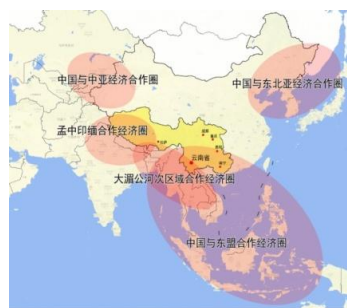 中国与中亚经济合作圈
中国与东北亚经济合作圈
孟中印缅合作经济圈
云南省
大湄公河次区域合作经济圈
中国与东盟合作经济圈